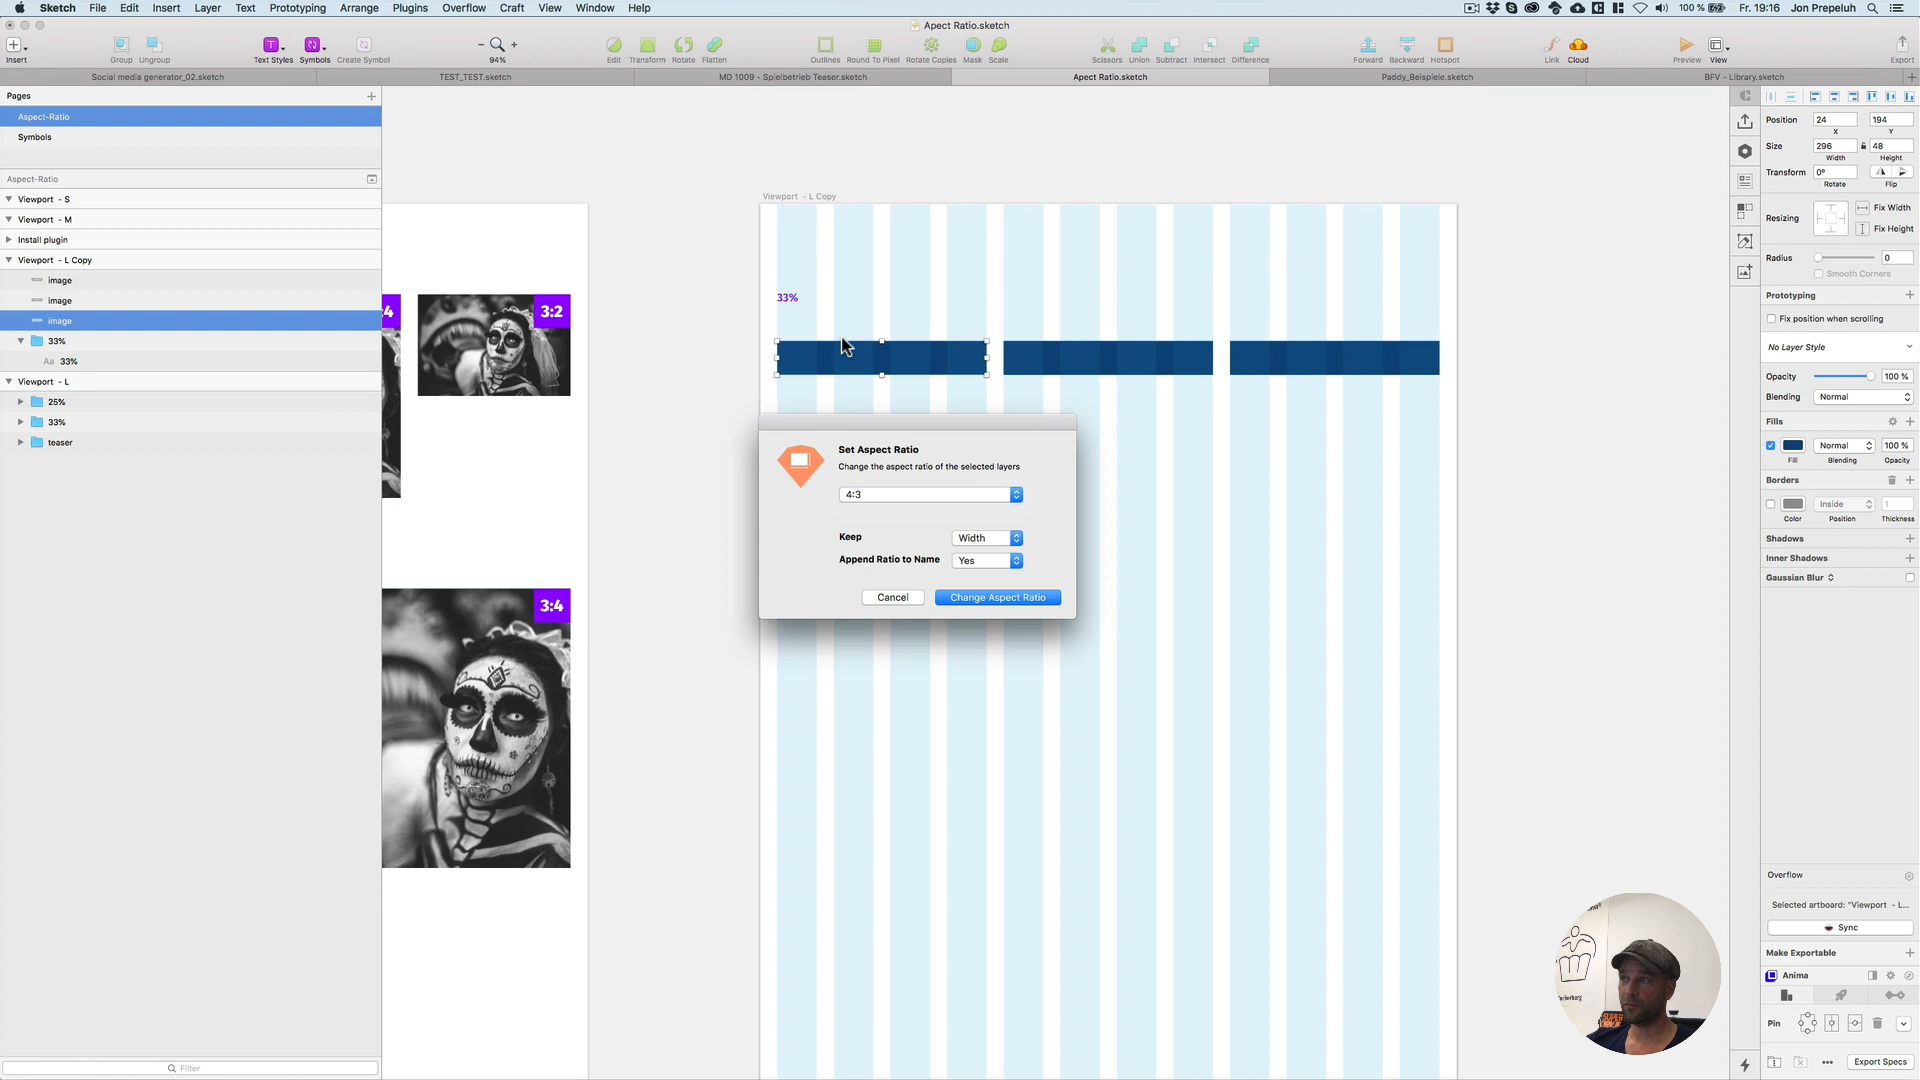 Sketch File Edit Insert Layer Text Prototyping Arrange Plugins Overflow Craft View Window Help
100 % Fr. 19:16 Jon Prepeluh
Apect Ratio.sketch
94%
Insert Group Ungroup Text Styles Symbols Create Symbol Edit Transform Rotate Flatten Outlines Round To Pixel Rotate Copies Mask Scale Scissors Union Subtract Intersect Difference Forward Backward Hotspot Link Cloud Preview View Export
Social media generator_02.sketch TEST_TEST.sketch MD 1009 - Spielbetrieb Teaser.sketch Apect Ratio.sketch Paddy_Beispiele.sketch BFV - Library.sketch
Pages
Aspect-Ratio
Symbols
Aspect-Ratio
Viewport - S
Viewport - M
Install plugin
Viewport - L Copy
image
image
image
33%
Aa 33%
Viewport - L
25%
33%
teaser
Filter
:4
3:2
3:4
Viewport - L Copy
33%
Set Aspect Ratio
Change the aspect ratio of the selected layers
4:3
Keep Width
Append Ratio to Name Yes
Cancel Change Aspect Ratio
Position 24 194
X Y
Size 296 48
Width Height
Transform 0°
Rotate Flip
Resizing Fix Width
Fix Height
Radius 0
Smooth Corners
Prototyping
Fix position when scrolling
No Layer Style
Opacity 100 %
Blending Normal
Fills
Normal 100 %
Fill Blending Opacity
Borders
Inside 1
Color Position Thickness
Shadows
Inner Shadows
Gaussian Blur
Overflow
Selected artboard: "Viewport - L...
Sync
Make Exportable
Anima
Pin
Export Specs